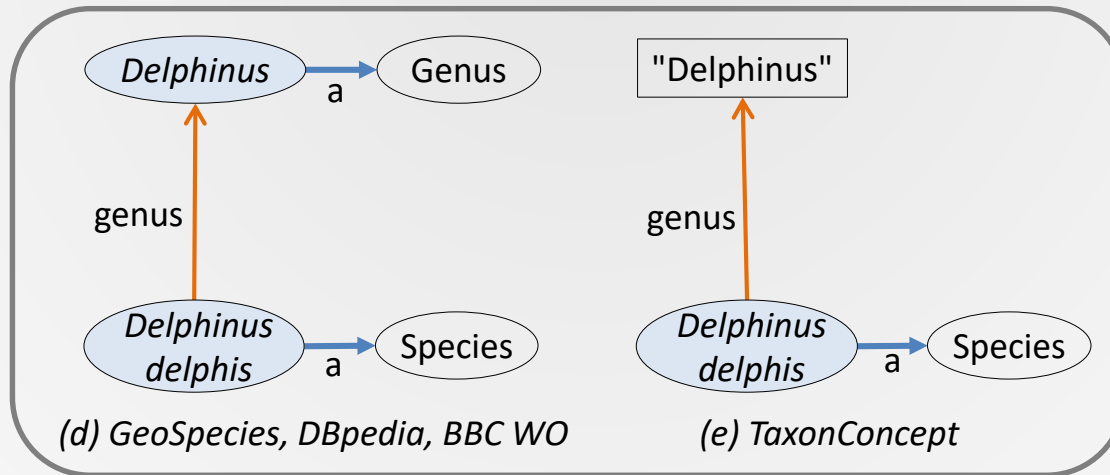 Delphinus
a
Genus
genus
Delphinus
delphis
a
Species
(d) GeoSpecies, DBpedia, BBC WO
"Delphinus"
genus
Delphinus
delphis
a
Species
(e) TaxonConcept